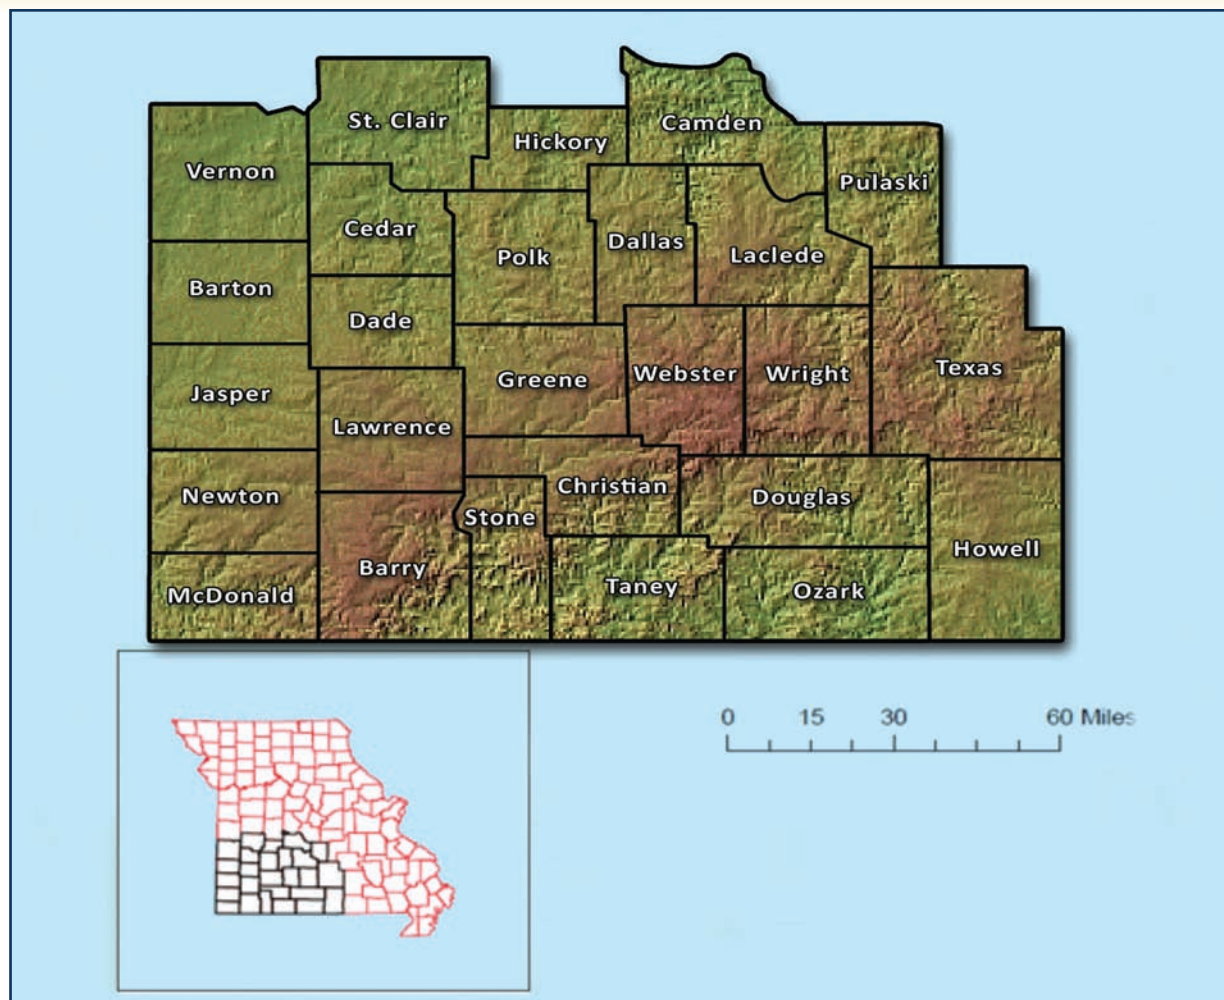 St. Clair
Hickory
Camden
Vernon
Pulaski
Cedar
Polk
Dallas
Laclede
Barton
Dade
Greene
Webster
Wright
Texas
Jasper
Lawrence
Newton
Christian
Douglas
Stone
Howell
Barry
Taney
Ozark
McDonald
0 15 30 60 Miles